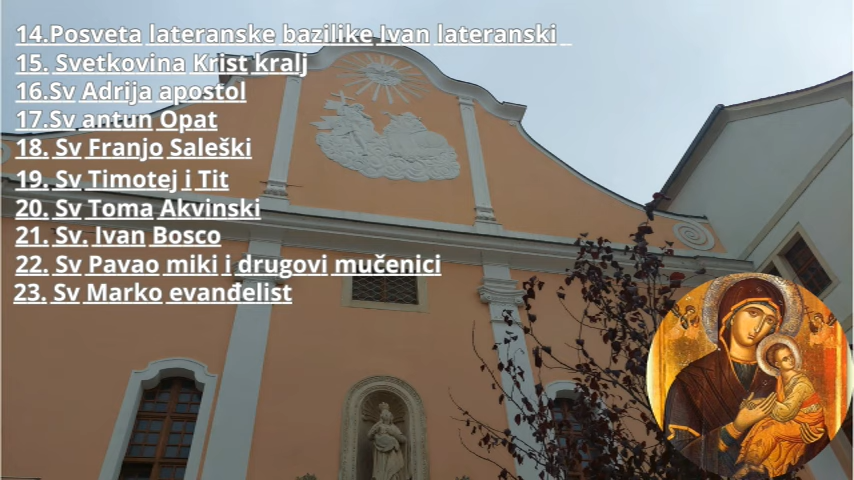 14.Posveta lateranske bazilike Ivan lateranski
15. Svetkovina Krist kralj
16.Sv Adrija apostol
17.Sv antun Opat
18. Sv Franjo Saleški
19. Sv Timotej i Tit
20. Sv Toma Akvinski
21. Sv. Ivan Bosco
22. Sv Pavao miki i drugovi mučenici
23. Sv Marko evanđelist